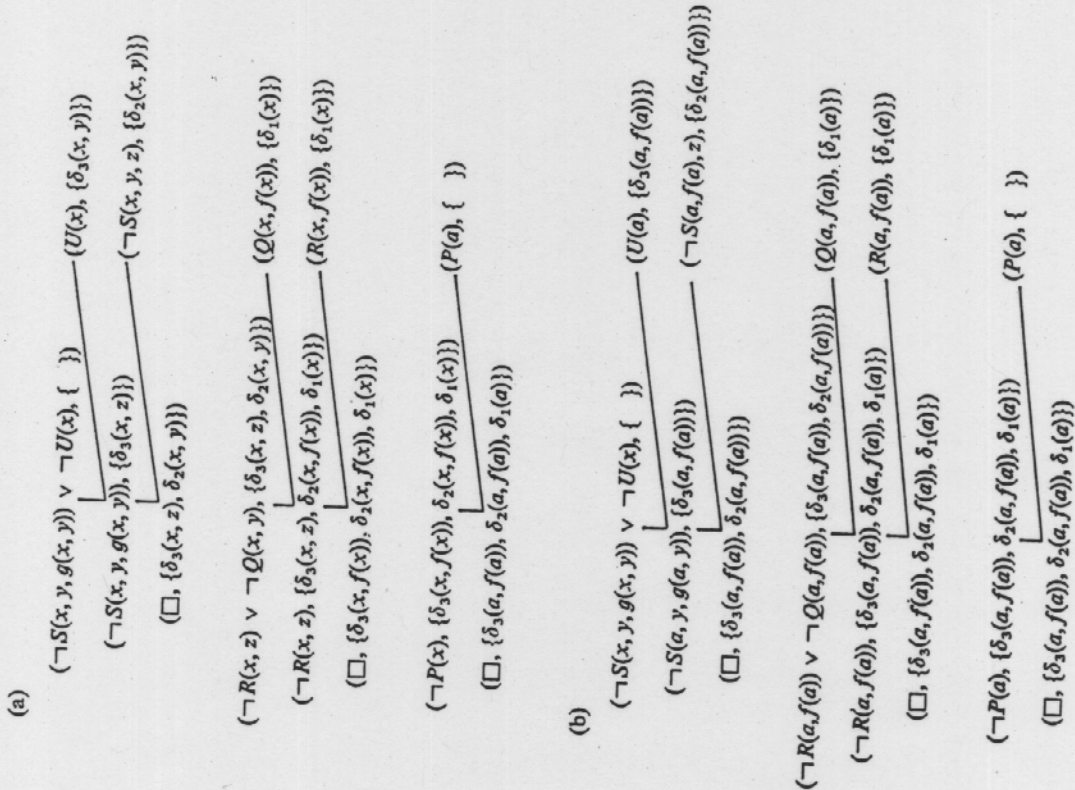 (a)
(¬S(x, y, g(x, y)) ∨ ¬U(x), { })
(U(x), {δ₃(x, y)})
(¬S(x, y, g(x, y)), {δ₃(x, z)})
(¬S(x, y, z), {δ₂(x, y)})
(□, {δ₃(x, z), δ₂(x, y)})
(¬R(x, z) ∨ ¬Q(x, y), {δ₃(x, z), δ₂(x, y)})
(Q(x, f(x)), {δ₁(x)})
(¬R(x, z), {δ₃(x, z), δ₂(x, f(x)), δ₁(x)})
(R(x, f(x)), {δ₁(x)})
(□, {δ₃(x, f(x)), δ₂(x, f(x)), δ₁(x)})
(¬P(x), {δ₃(x, f(x)), δ₂(x, f(x)), δ₁(x)})
(P(a), { })
(□, {δ₃(a, f(a)), δ₂(a, f(a)), δ₁(a)})
(b)
(¬S(x, y, g(x, y)) ∨ ¬U(x), { })
(U(a), {δ₃(a, f(a))})
(¬S(a, y, g(a, y)), {δ₃(a, f(a))})
(¬S(a, f(a), z), {δ₂(a, f(a))})
(□, {δ₃(a, f(a)), δ₂(a, f(a))})
(¬R(a, f(a)) ∨ ¬Q(a, f(a)), {δ₃(a, f(a)), δ₂(a, f(a))})
(Q(a, f(a)), {δ₁(a)})
(¬R(a, f(a)), {δ₃(a, f(a)), δ₂(a, f(a)), δ₁(a)})
(R(a, f(a)), {δ₁(a)})
(□, {δ₃(a, f(a)), δ₂(a, f(a)), δ₁(a)})
(¬P(a), {δ₃(a, f(a)), δ₂(a, f(a)), δ₁(a)})
(P(a), { })
(□, {δ₃(a, f(a)), δ₂(a, f(a)), δ₁(a)})